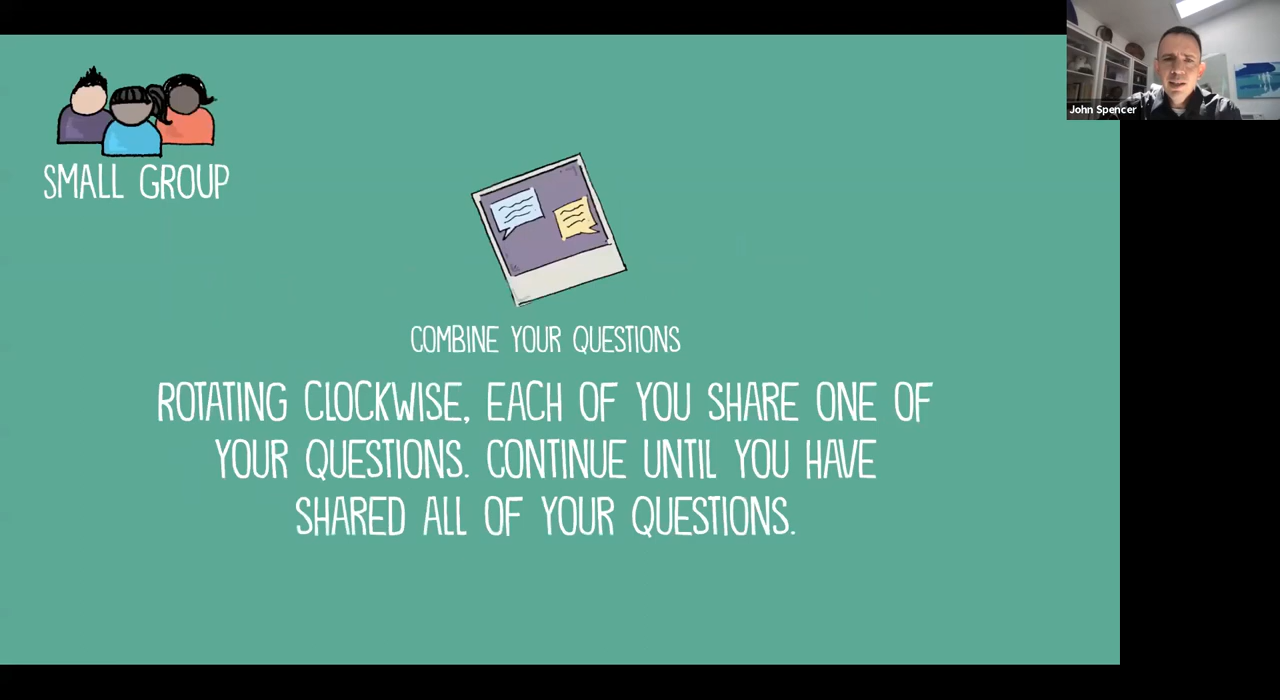 John Spencer
SMALL GROUP
COMBINE YOUR QUESTIONS
ROTATING CLOCKWISE, EACH OF YOU SHARE ONE OF
YOUR QUESTIONS. CONTINUE UNTIL YOU HAVE
SHARED ALL OF YOUR QUESTIONS.